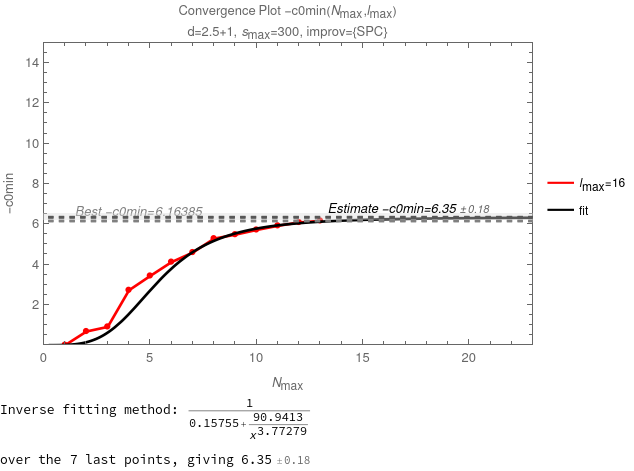 Convergence Plot −c0min(Nmax,lmax)
d=2.5+1, smax=300, improv={SPC}
14
12
10
8
6
4
2
−c0min
Best −c0min=6.16385
Estimate −c0min=6.35 ±0.18
lmax=16
fit
0 5 10 15 20
Nmax
Inverse fitting method: 1
0.15755+ 90.9413
x^3.77279
over the 7 last points, giving 6.35 ±0.18